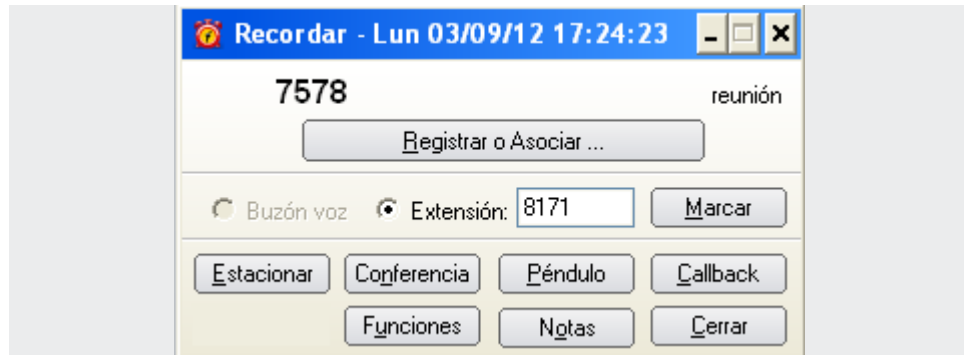 Recordar - Lun 03/09/12 17:24:23
7578 reunión
Registrar o Asociar ...
Buzón voz Extensión: 8171 Marcar
Estacionar Conferencia Péndulo Callback
Funciones Notas Cerrar